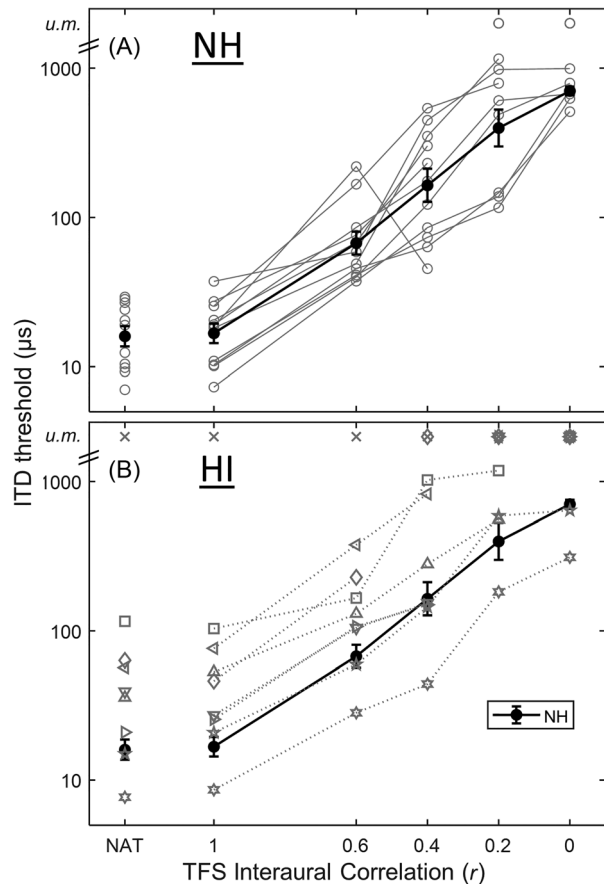 u.m.
(A)
NH
1000
100
10
u.m.
(B)
HI
1000
100
10
ITD threshold (µs)
NH
NAT 1 0.6 0.4 0.2 0
TFS Interaural Correlation (r)